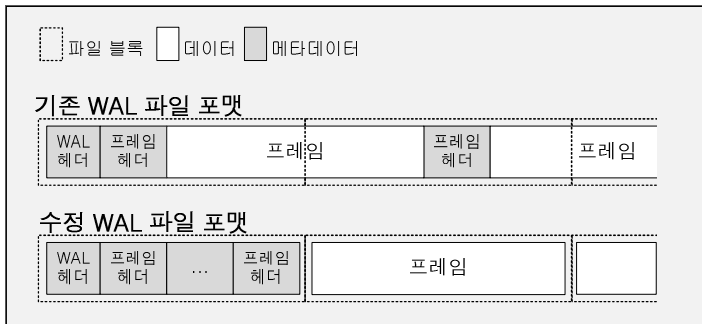 파일 블록 데이터 메타데이터
기존 WAL 파일 포맷
WAL 헤더 프레임 헤더 프레임 프레임 헤더 프레임
수정 WAL 파일 포맷
WAL 헤더 프레임 헤더 ... 프레임 헤더 프레임